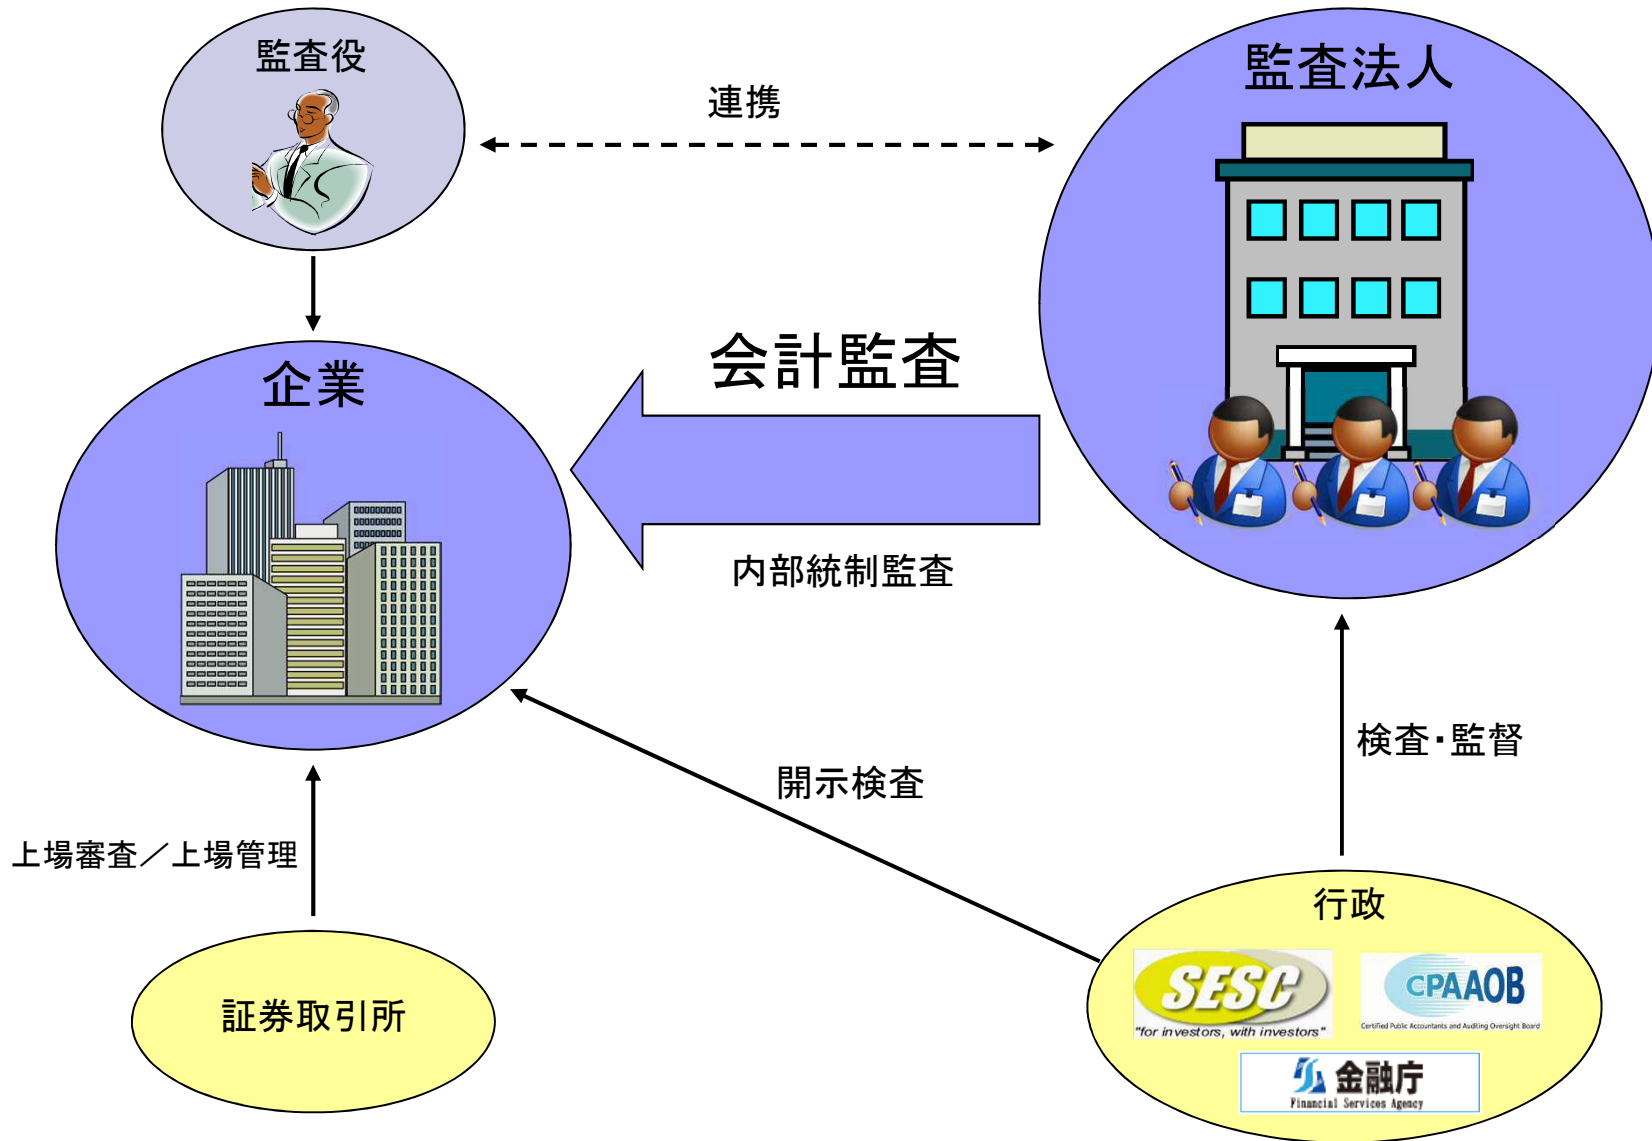 監査役
監査法人
連携
会計監査
企業
内部統制監査
検査・監督
開示検査
上場審査／上場管理
行政
SESC
"for investors, with investors"
CPAAOB
Certified Public Accountants and Auditing Oversight Board
証券取引所
金融庁
Financial Services Agency